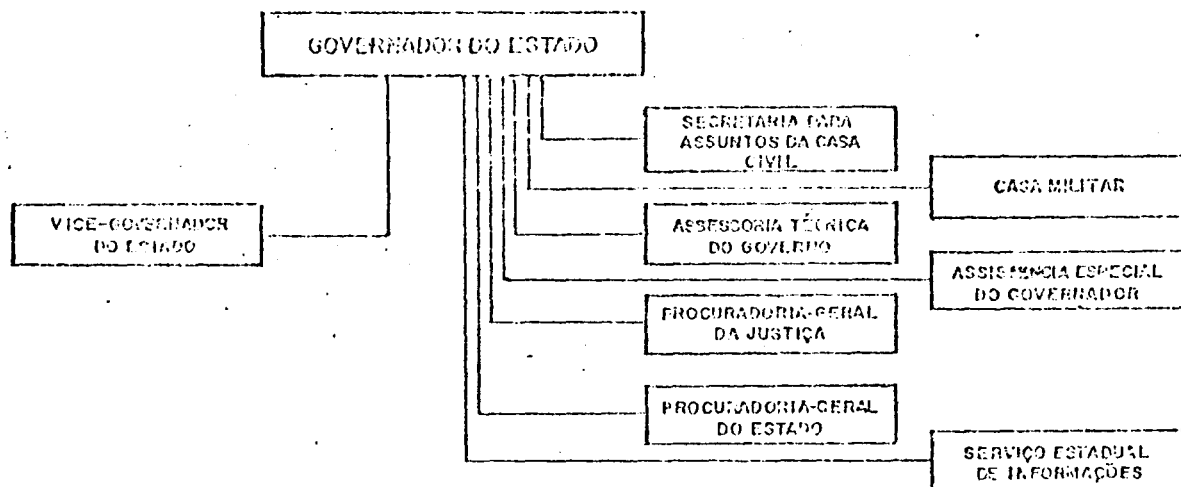 GOVERNADOR DO ESTADO
SECRETARIA PARA
ASSUNTOS DA CASA
CIVIL
CASA MILITAR
VICE-GOVERNADOR
DO ESTADO
ASSESSORIA TÉCNICA
DO GOVERNO
ASSISTÊNCIA ESPECIAL
DO GOVERNADOR
PROCURADORIA-GERAL
DA JUSTIÇA
PROCURADORIA-GERAL
DO ESTADO
SERVIÇO ESTADUAL
DE INFORMAÇÕES